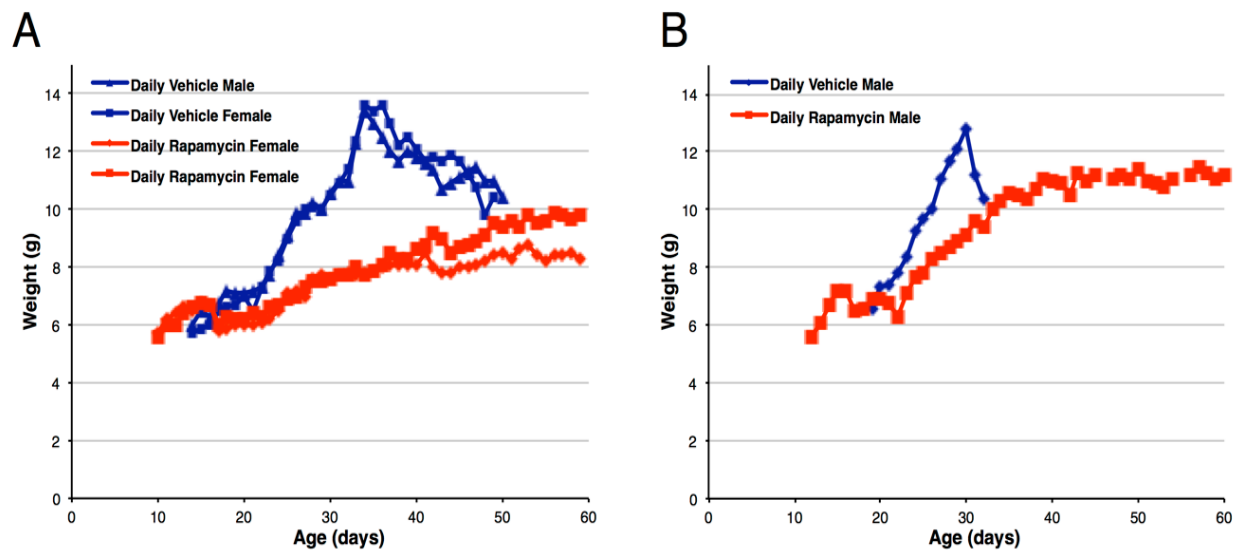 A
Daily Vehicle Male
Daily Vehicle Female
Daily Rapamycin Female
Daily Rapamycin Female
14
12
10
8
6
4
2
0
Weight (g)
0 10 20 30 40 50 60
Age (days)
B
Daily Vehicle Male
Daily Rapamycin Male
14
12
10
8
6
4
2
0
Weight (g)
0 10 20 30 40 50 60
Age (days)